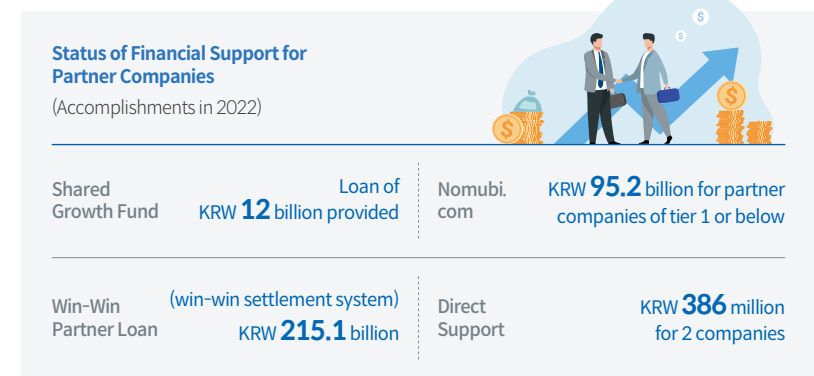 Status of Financial Support for
Partner Companies
(Accomplishments in 2022)
Shared
Growth Fund
Loan of
KRW 12 billion provided
Nomubi.
com
KRW 95.2 billion for partner
companies of tier 1 or below
Win-Win
Partner Loan
(win-win settlement system)
KRW 215.1 billion
Direct
Support
KRW 386 million
for 2 companies